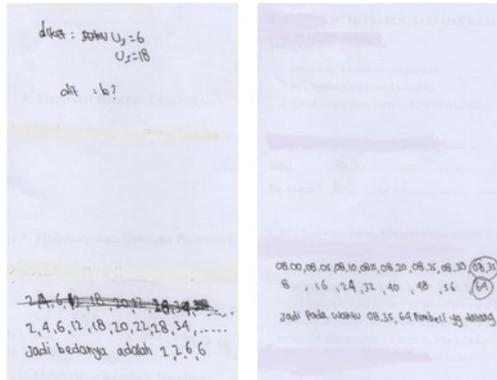 diket : U3=6
U5=18
dit : b?
2,4,6,12,18,20,22,28,34,.....
Jadi bedanya adalah 2 2 6 6
08.00, 08.05, 08.10, 08.15, 08.20, 08.25, 08.30, 08.35
8, 16, 24, 32, 40, 48, 56, 64
Jadi Pada waktu 08.35, 64 Pembeli yg datang